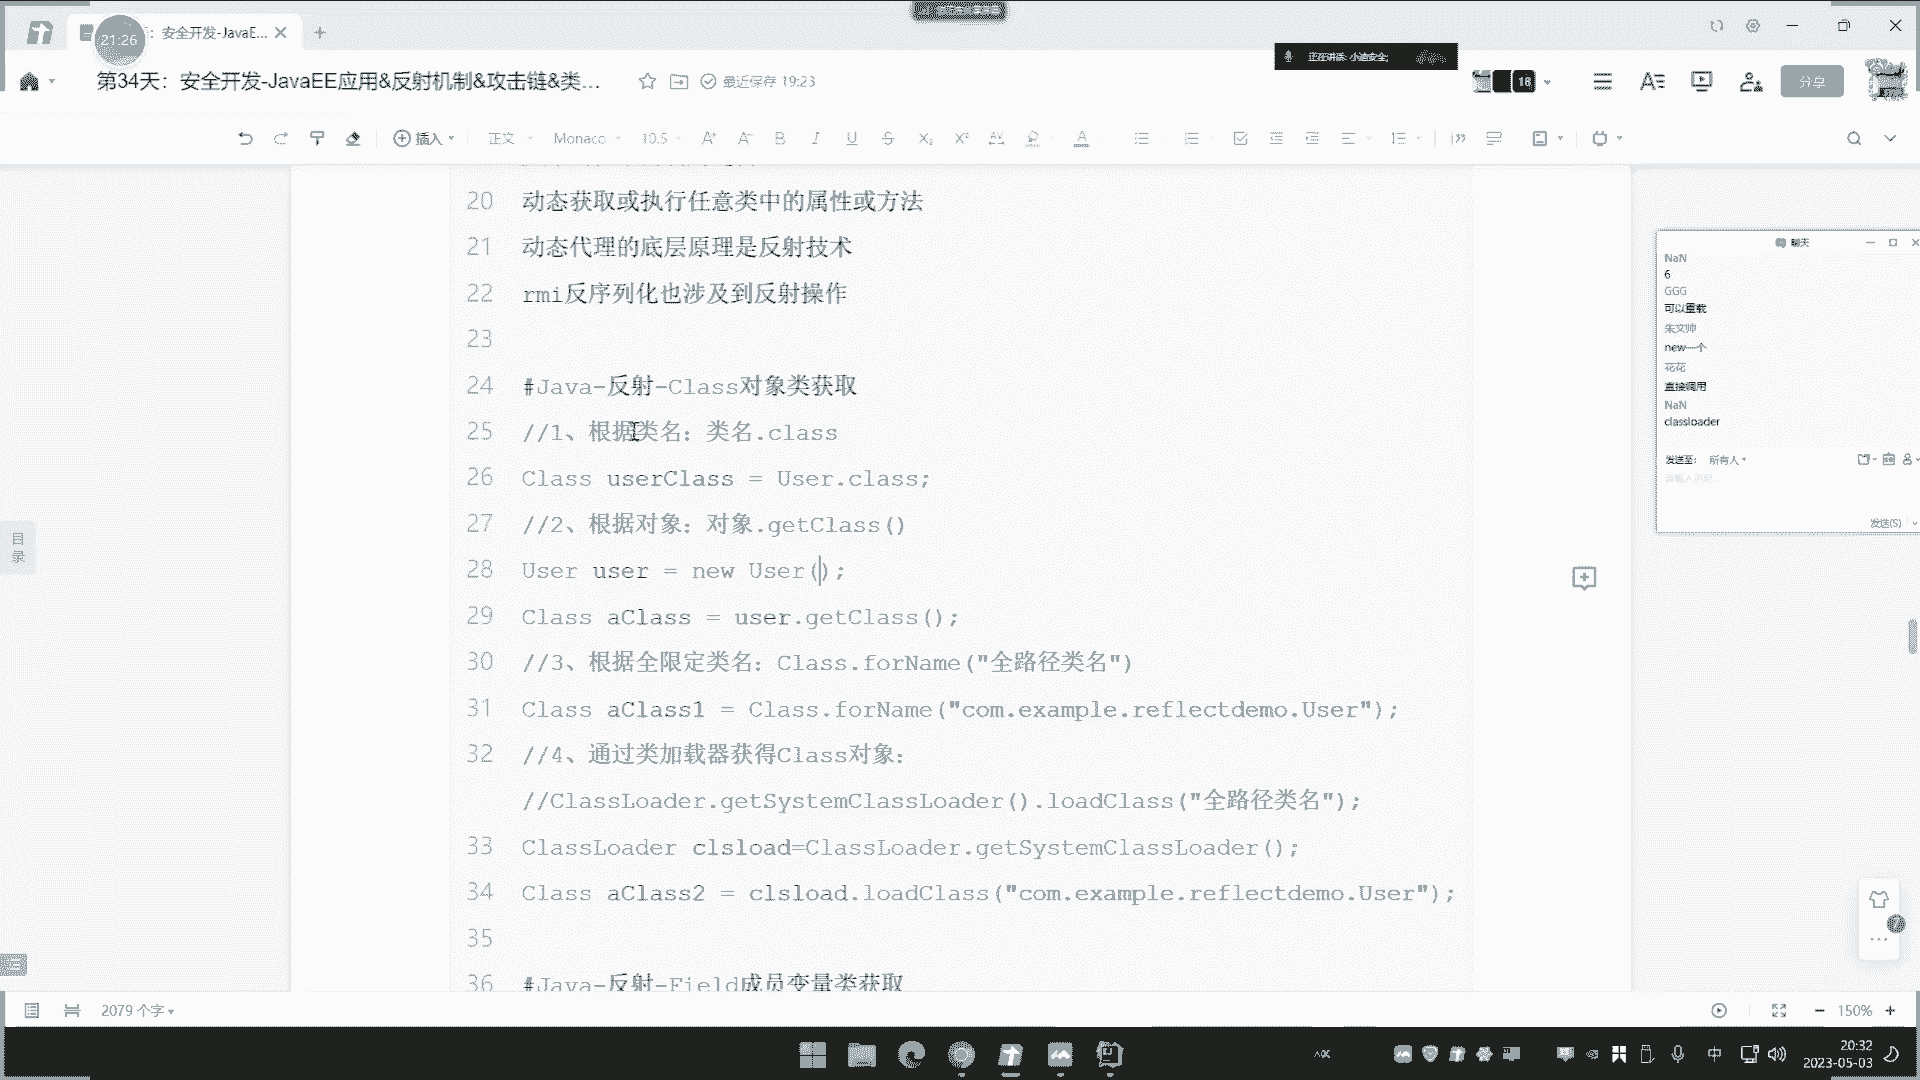 21:26
安全开发-JavaE...
正在讲话: 小迪安全;
第34天：安全开发-JavaEE应用&反射机制&攻击链&类...
最近保存 19:23
18
分享
插入
正文
Monaco
10.5
20 动态获取或执行任意类中的属性或方法
21 动态代理的底层原理是反射技术
22 rmi反序列化也涉及到反射操作
23
24 #Java-反射-Class对象类获取
25 //1、根据类名：类名.class
26 Class userClass = User.class;
27 //2、根据对象：对象.getClass()
28 User user = new User();
29 Class aClass = user.getClass();
30 //3、根据全限定类名：Class.forName("全路径类名")
31 Class aClass1 = Class.forName("com.example.reflectdemo.User");
32 //4、通过类加载器获得Class对象：
//ClassLoader.getSystemClassLoader().loadClass("全路径类名");
33 ClassLoader clsload=ClassLoader.getSystemClassLoader();
34 Class aClass2 = clsload.loadClass("com.example.reflectdemo.User");
35
36 #Java-反射-Field成员变量类获取
目录
聊天
NaN
6
GGG
可以重载
朱文帅
new一个
花花
直接调用
NaN
classloader
发送至: 所有人
发送(S)
2079 个字
150%
中
20:32
2023-05-03